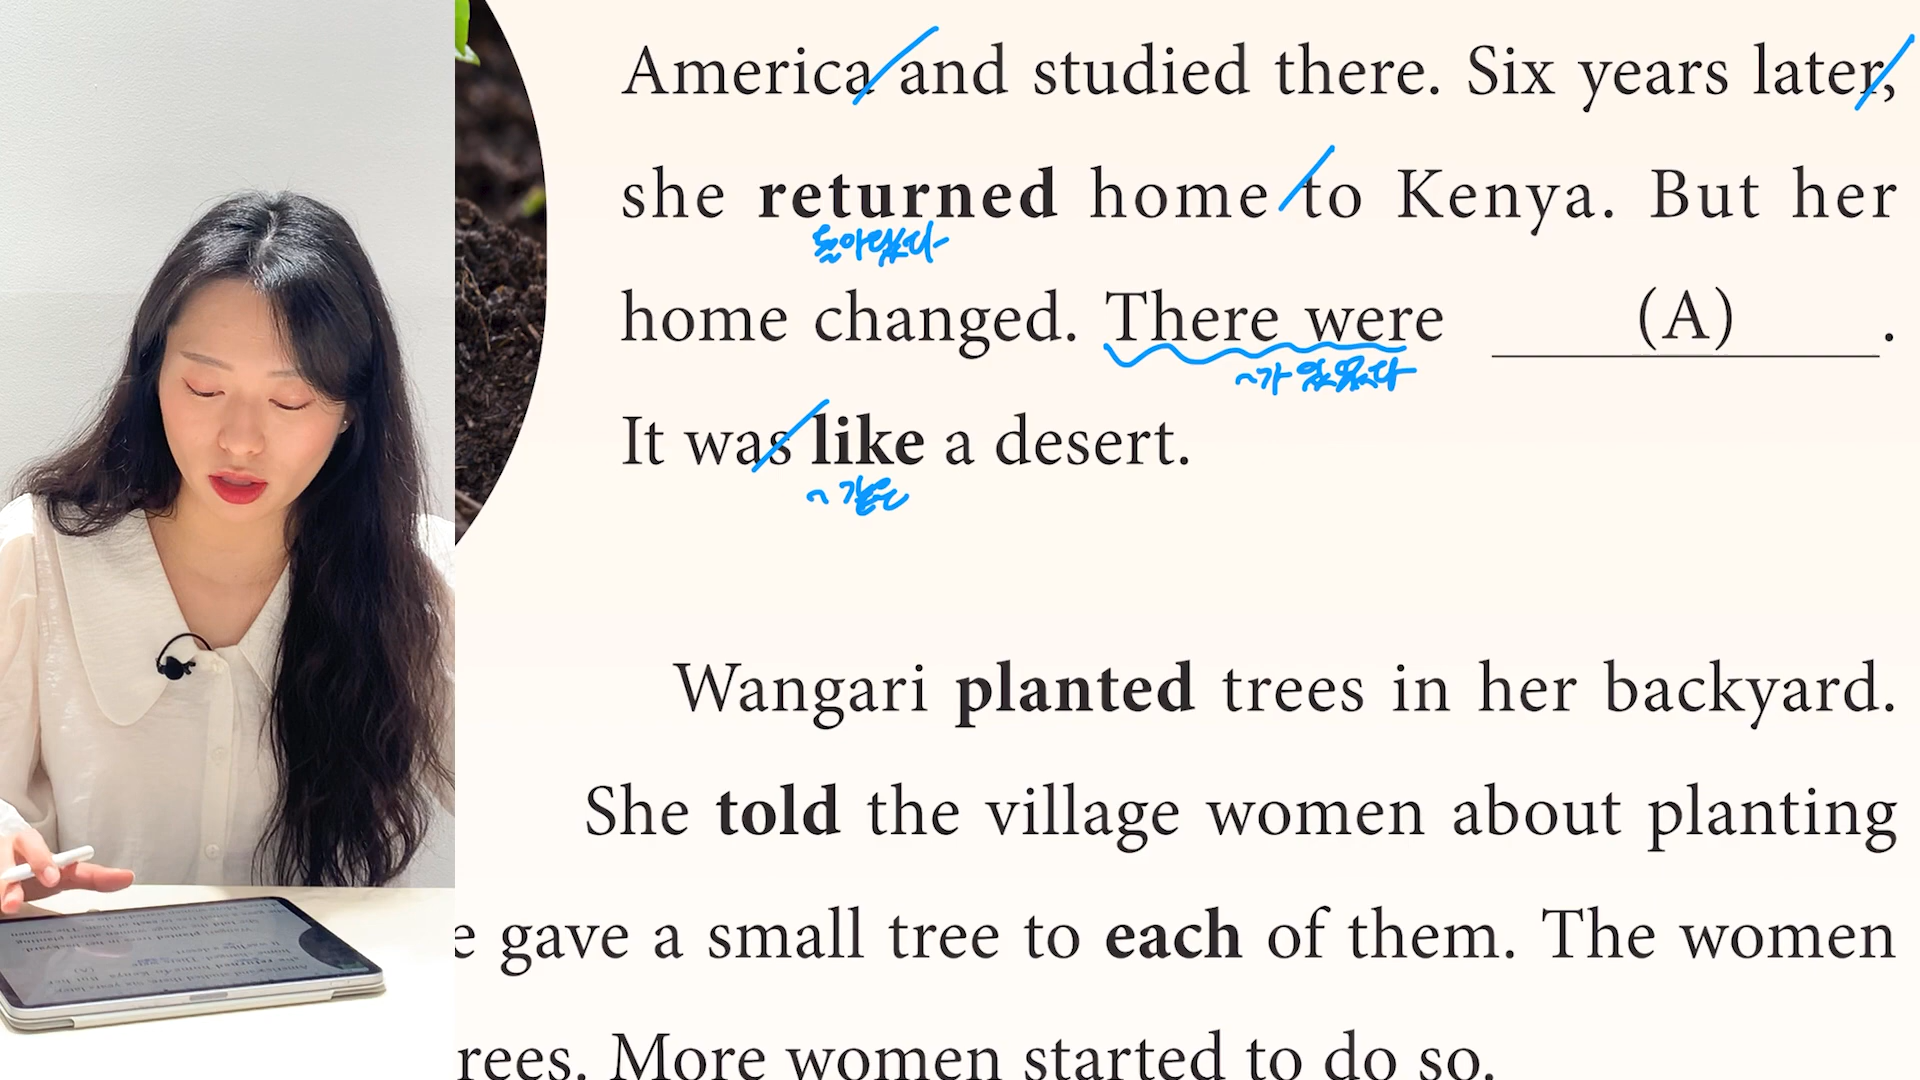 America and studied there. Six years later,
she returned home to Kenya. But her
돌아왔다
home changed. There were (A).
~가 있었다
It was like a desert.
~ 같은
Wangari planted trees in her backyard.
She told the village women about planting
e gave a small tree to each of them. The women
rees. More women started to do so.